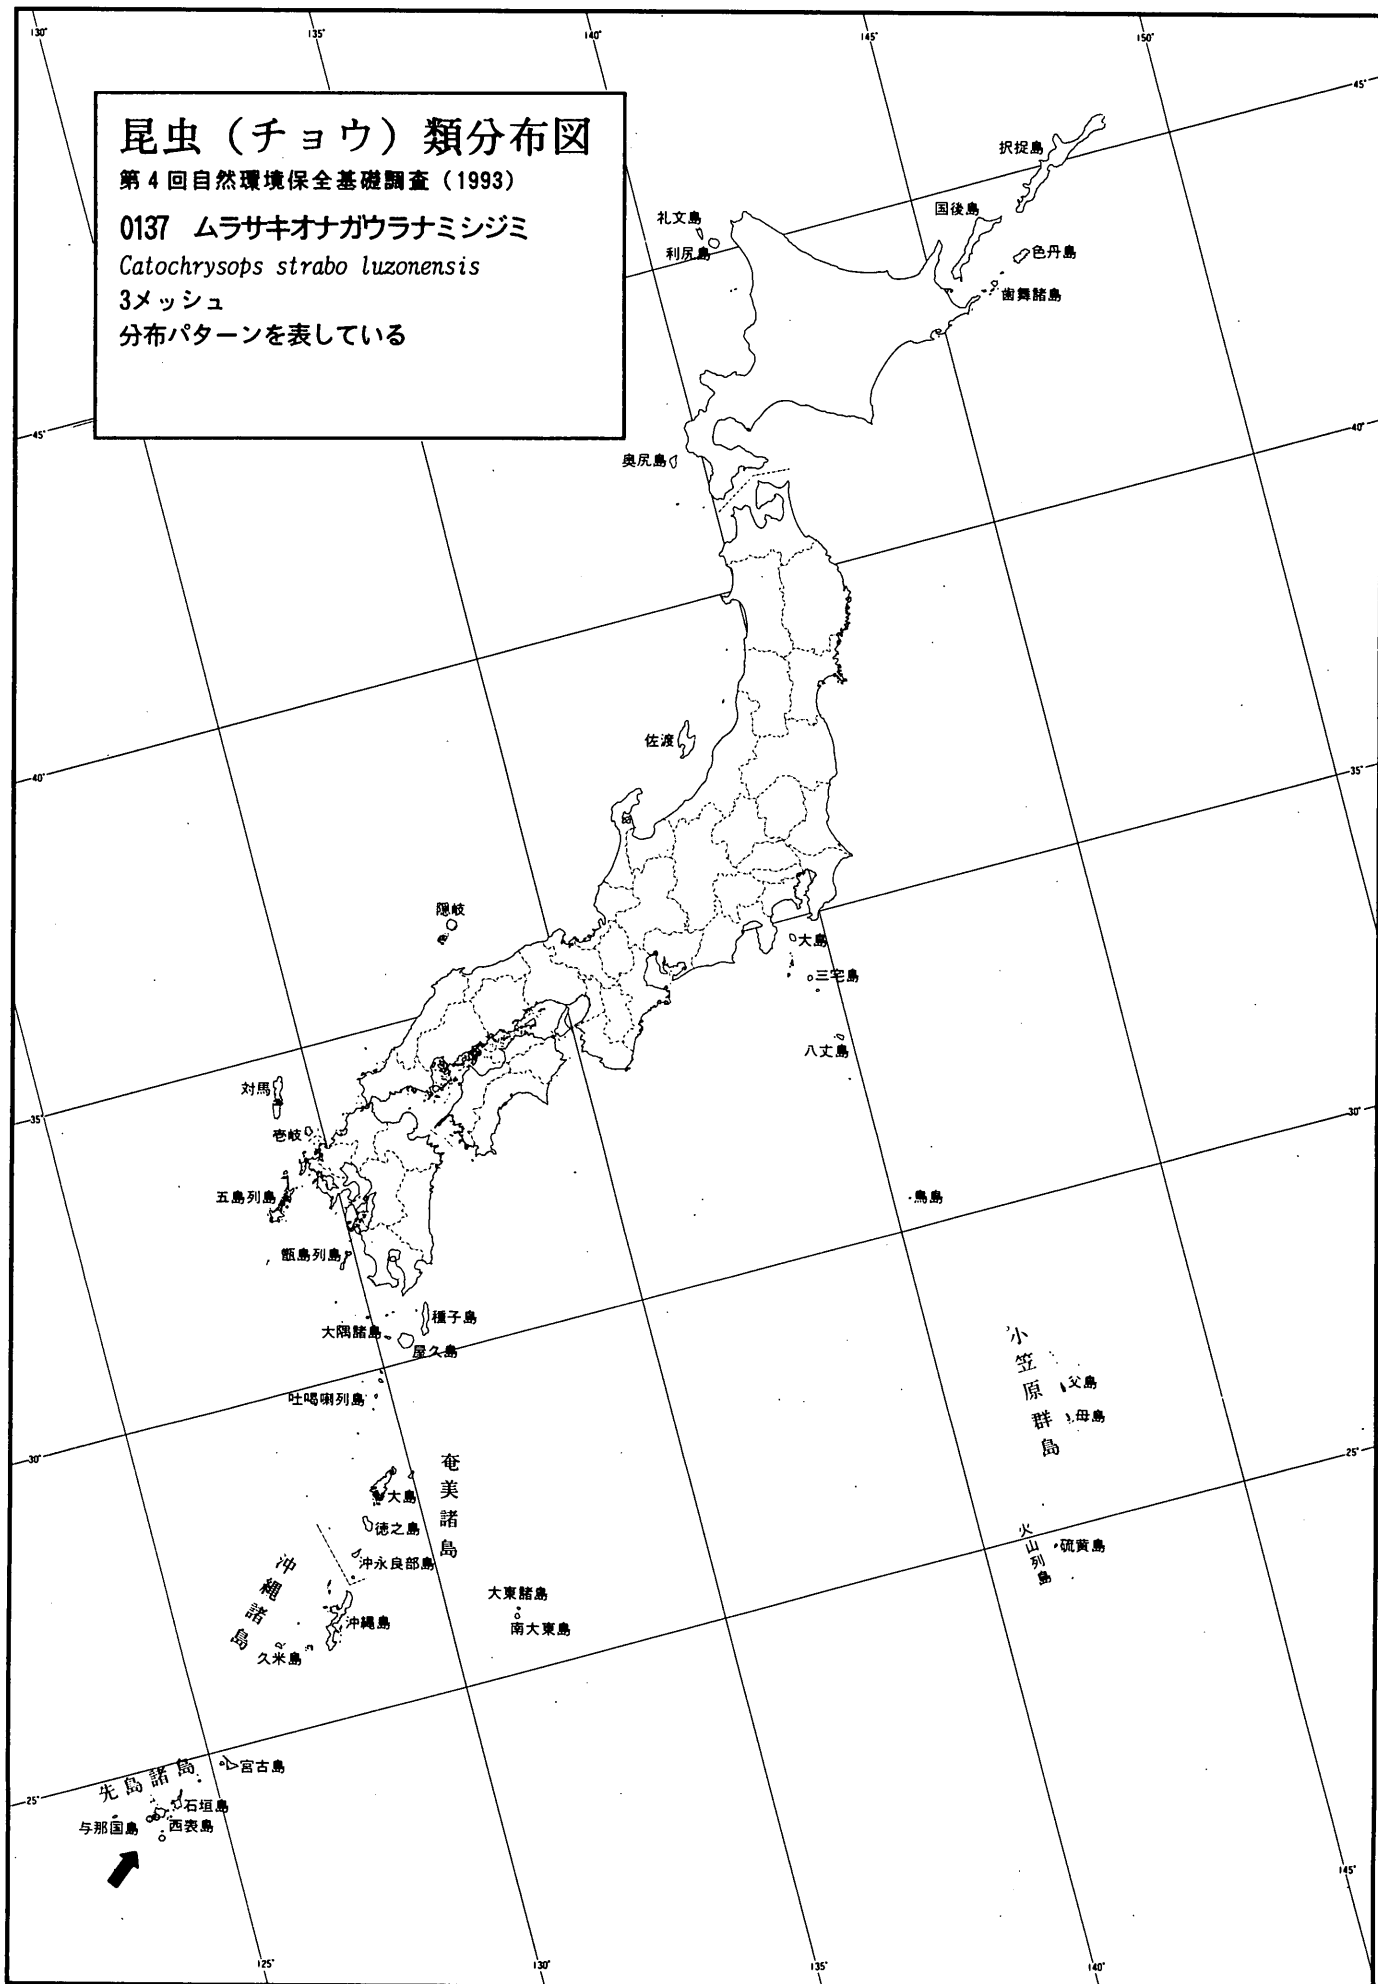 130°
135°
140°
145°
150°
45°
昆虫（チョウ）類分布図
第4回自然環境保全基礎調査（1993）
0137 ムラサキオナガウラナミシジミ
Catochrysops strabo luzonensis
3メッシュ
分布パターンを表している
択捉島
国後島
色丹島
歯舞諸島
礼文島
利尻島
奥尻島
45°
40°
佐渡
40°
35°
隠岐
大島
三宅島
八丈島
対馬
壱岐
35°
30°
五島列島
鳥島
甑島列島
種子島
大隅諸島
屋久島
吐噶喇列島
小笠原群島
父島
母島
30°
25°
奄美諸島
大島
徳之島
沖永良部島
火山列島
硫黄島
沖縄諸島
沖縄島
久米島
大東諸島
南大東島
先島諸島
宮古島
25°
石垣島
与那国島
西表島
145°
125°
130°
135°
140°